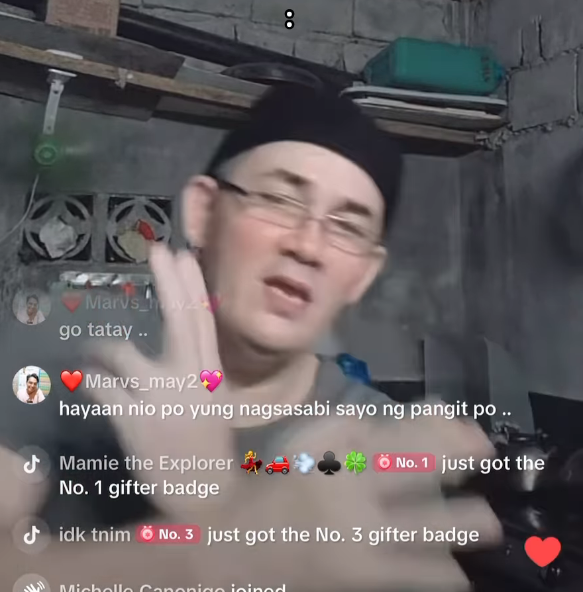 ❤️Marvs_may2💖
go tatay ..
❤️Marvs_may2💖
hayaan nio po yung nagsasabi sayo ng pangit po ..
Mamie the Explorer 💃🚗💨♣️🍀 No. 1 just got the
No. 1 gifter badge
idk tnim No. 3 just got the No. 3 gifter badge
Michelle Canonigo joined